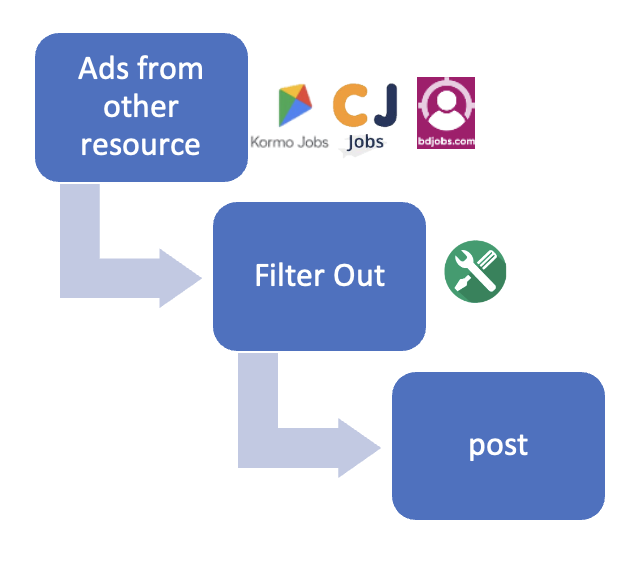 Ads from
other
resource
Kormo Jobs
CJ
Jobs
bdjobs.com
Filter Out
post